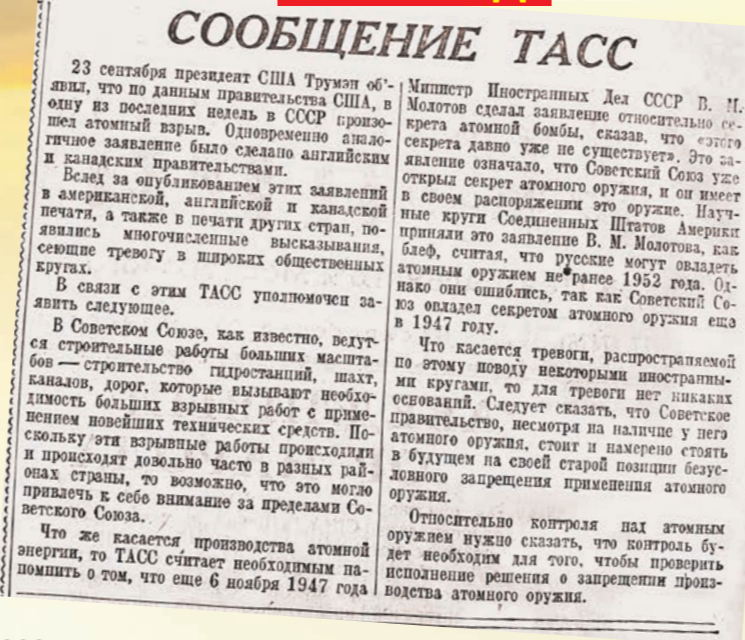 СООБЩЕНИЕ ТАСС
23 сентября президент США Трумэн об'-
явил, что по данным правительства США, в
одну из последних недель в СССР произо-
шел атомный взрыв. Одновременно анало-
гичное заявление было сделано английским
и канадским правительствами.
Вслед за опубликованием этих заявлений
в американской, английской и канадской
печати, а также в печати других стран, по-
явились многочисленные высказывания,
сеющие тревогу в широких общественных
кругах.
В связи с этим ТАСС уполномочен за-
явить следующее.
В Советском Союзе, как известно, ведут-
ся строительные работы больших масшта-
бов — строительство гидростанций, шахт,
каналов, дорог, которые вызывают необхо-
димость больших взрывных работ с приме-
нением новейших технических средств. По-
скольку эти взрывные работы происходили
и происходят довольно часто в разных рай-
онах страны, то возможно, что это могло
привлечь к себе внимание за пределами Со-
ветского Союза.
Что же касается производства атомной
энергии, то ТАСС считает необходимым на-
помнить о том, что еще 6 ноября 1947 года
Министр Иностранных Дел СССР В. М.
Молотов сделал заявление относительно се-
крета атомной бомбы, сказав, что «этого
секрета давно уже не существует». Это за-
явление означало, что Советский Союз уже
открыл секрет атомного оружия, и он имеет
в своем распоряжении это оружие. Науч-
ные круги Соединенных Штатов Америки
приняли это заявление В. М. Молотова, как
блеф, считая, что русские могут овладеть
атомным оружием не ранее 1952 года. Од-
нако они ошиблись, так как Советский Со-
юз овладел секретом атомного оружия еще
в 1947 году.
Что касается тревоги, распространяемой
по этому поводу некоторыми иностранны-
ми кругами, то для тревоги нет никаких
оснований. Следует сказать, что Советское
правительство, несмотря на наличие у него
атомного оружия, стоит и намерено стоять
в будущем на своей старой позиции безус-
ловного запрещения применения атомного
оружия.
Относительно контроля над атомным
оружием нужно сказать, что контроль бу-
дет необходим для того, чтобы проверить
исполнение решения о запрещении произ-
водства атомного оружия.